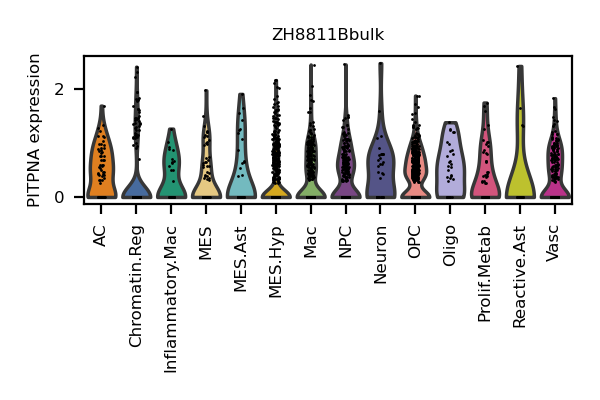 ZH8811Bbulk
PITPNA expression
2
0
AC
Chromatin.Reg
Inflammatory.Mac
MES
MES.Ast
MES.Hyp
Mac
NPC
Neuron
OPC
Oligo
Prolif.Metab
Reactive.Ast
Vasc